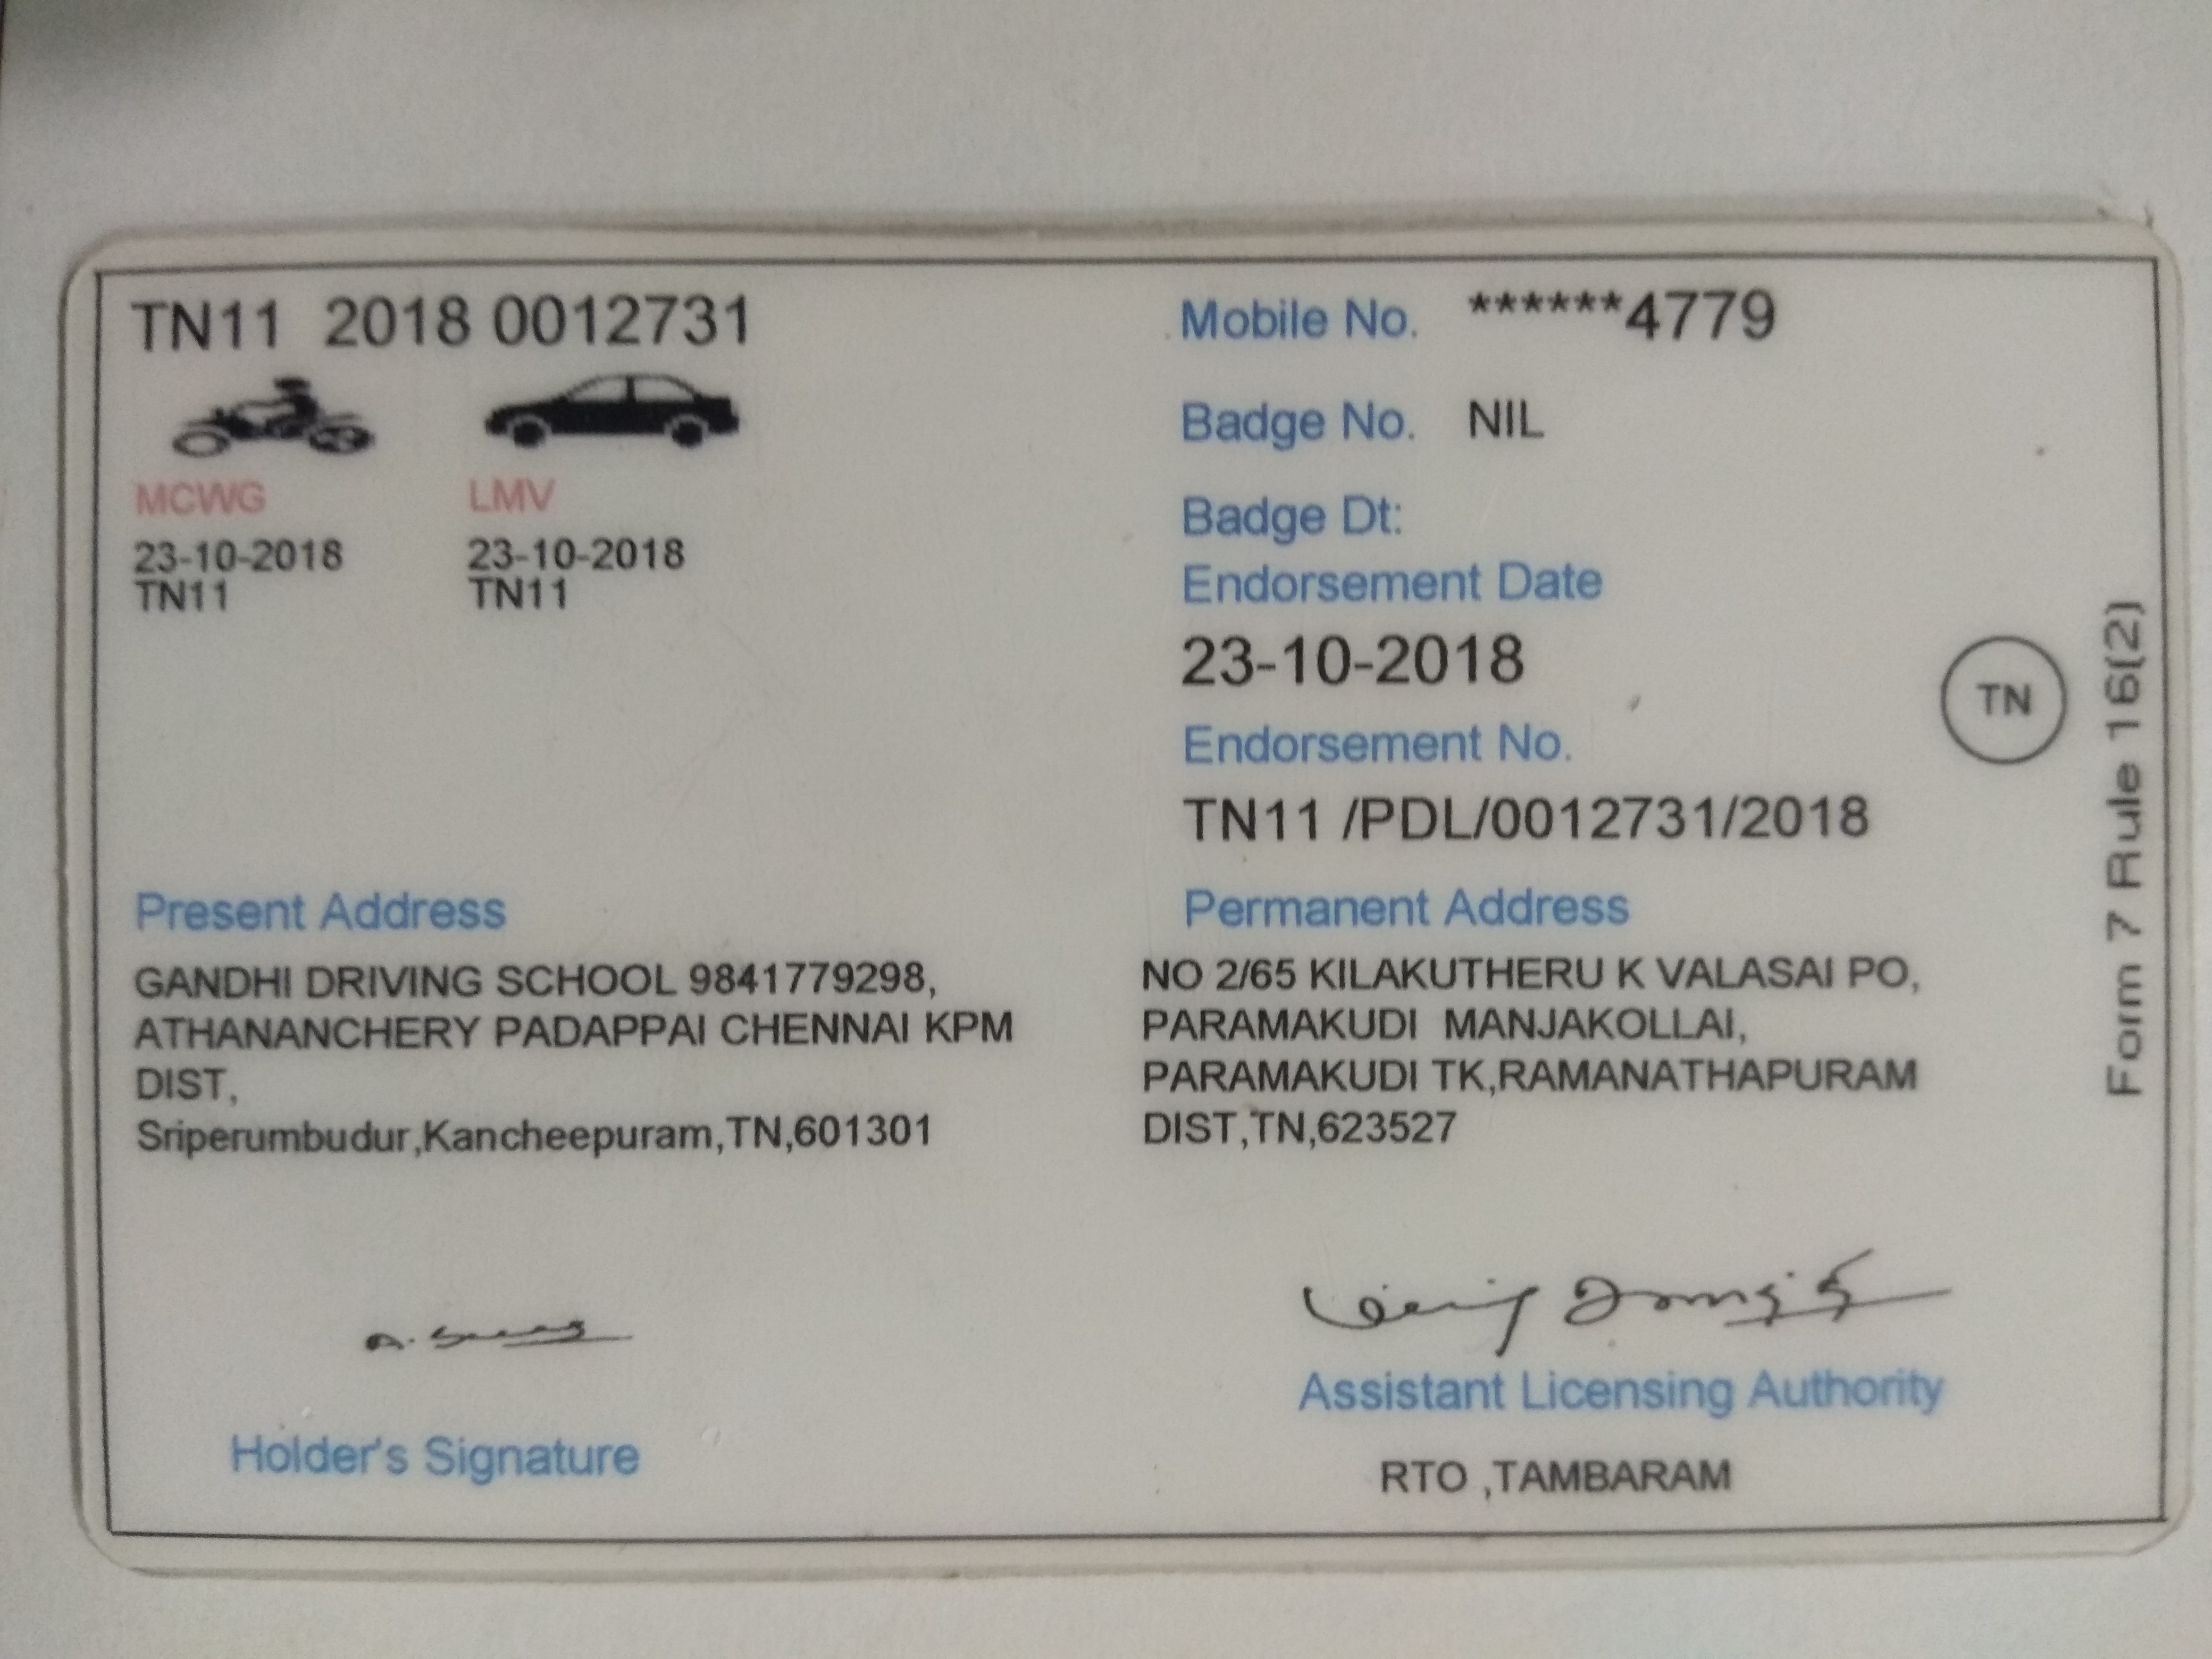 TN11 2018 0012731
MCWG LMV
23-10-2018 23-10-2018
TN11 TN11
Mobile No. ******4779
Badge No. NIL
Badge Dt:
Endorsement Date
23-10-2018
Endorsement No.
TN11 /PDL/0012731/2018
TN
Form 7 Rule 16(2)
Present Address
GANDHI DRIVING SCHOOL 9841779298,
ATHANANCHERY PADAPPAI CHENNAI KPM
DIST,
Sriperumbudur,Kancheepuram,TN,601301
Permanent Address
NO 2/65 KILAKUTHERU K VALASAI PO,
PARAMAKUDI MANJAKOLLAI,
PARAMAKUDI TK,RAMANATHAPURAM
DIST,TN,623527
Holder's Signature
Assistant Licensing Authority
RTO ,TAMBARAM